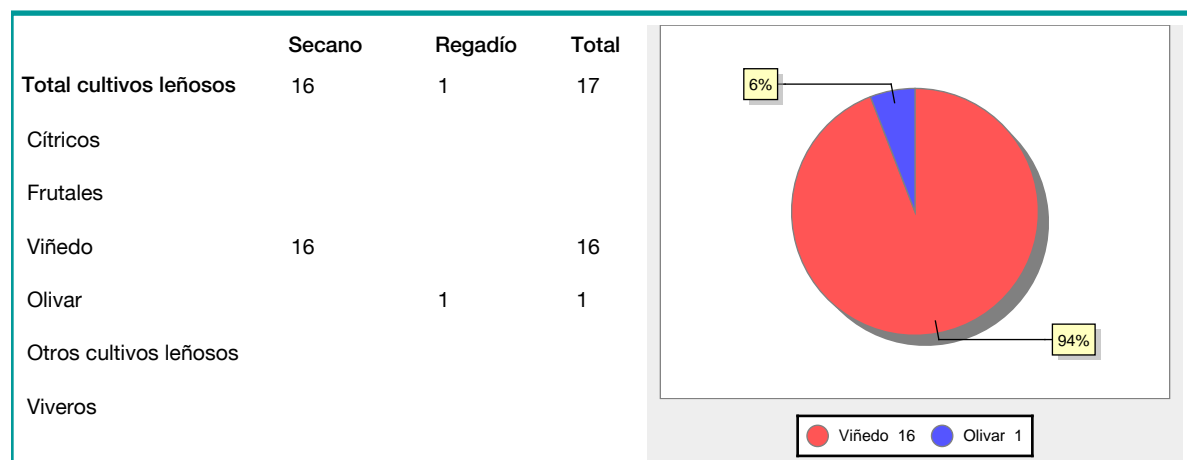 Secano Regadío Total
Total cultivos leñosos 16 1 17
Cítricos
Frutales
Viñedo 16 16
Olivar 1 1
Otros cultivos leñosos
Viveros
6%
94%
Viñedo 16 Olivar 1